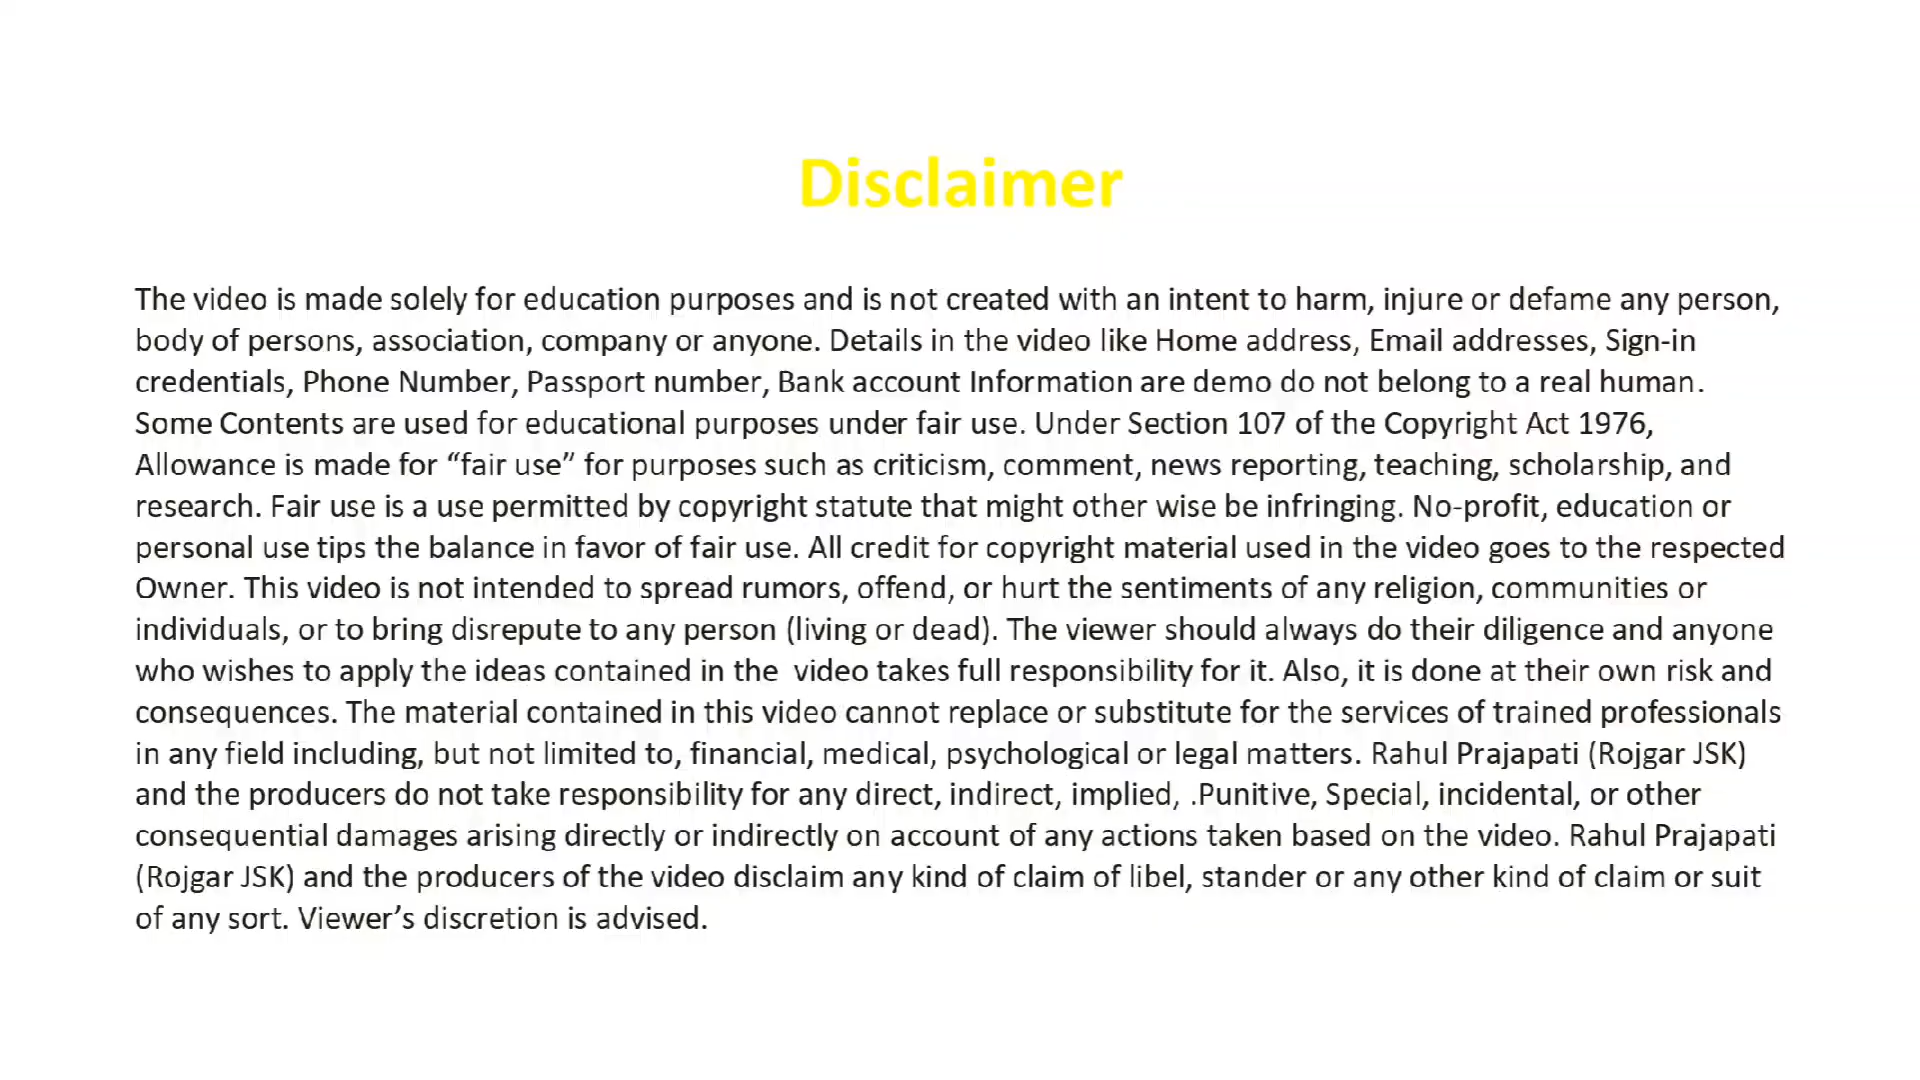 Disclaimer
The video is made solely for education purposes and is not created with an intent to harm, injure or defame any person,
body of persons, association, company or anyone. Details in the video like Home address, Email addresses, Sign-in
credentials, Phone Number, Passport number, Bank account Information are demo do not belong to a real human.
Some Contents are used for educational purposes under fair use. Under Section 107 of the Copyright Act 1976,
Allowance is made for “fair use” for purposes such as criticism, comment, news reporting, teaching, scholarship, and
research. Fair use is a use permitted by copyright statute that might other wise be infringing. No-profit, education or
personal use tips the balance in favor of fair use. All credit for copyright material used in the video goes to the respected
Owner. This video is not intended to spread rumors, offend, or hurt the sentiments of any religion, communities or
individuals, or to bring disrepute to any person (living or dead). The viewer should always do their diligence and anyone
who wishes to apply the ideas contained in the  video takes full responsibility for it. Also, it is done at their own risk and
consequences. The material contained in this video cannot replace or substitute for the services of trained professionals
in any field including, but not limited to, financial, medical, psychological or legal matters. Rahul Prajapati (Rojgar JSK)
and the producers do not take responsibility for any direct, indirect, implied, .Punitive, Special, incidental, or other
consequential damages arising directly or indirectly on account of any actions taken based on the video. Rahul Prajapati
(Rojgar JSK) and the producers of the video disclaim any kind of claim of libel, stander or any other kind of claim or suit
of any sort. Viewer’s discretion is advised.